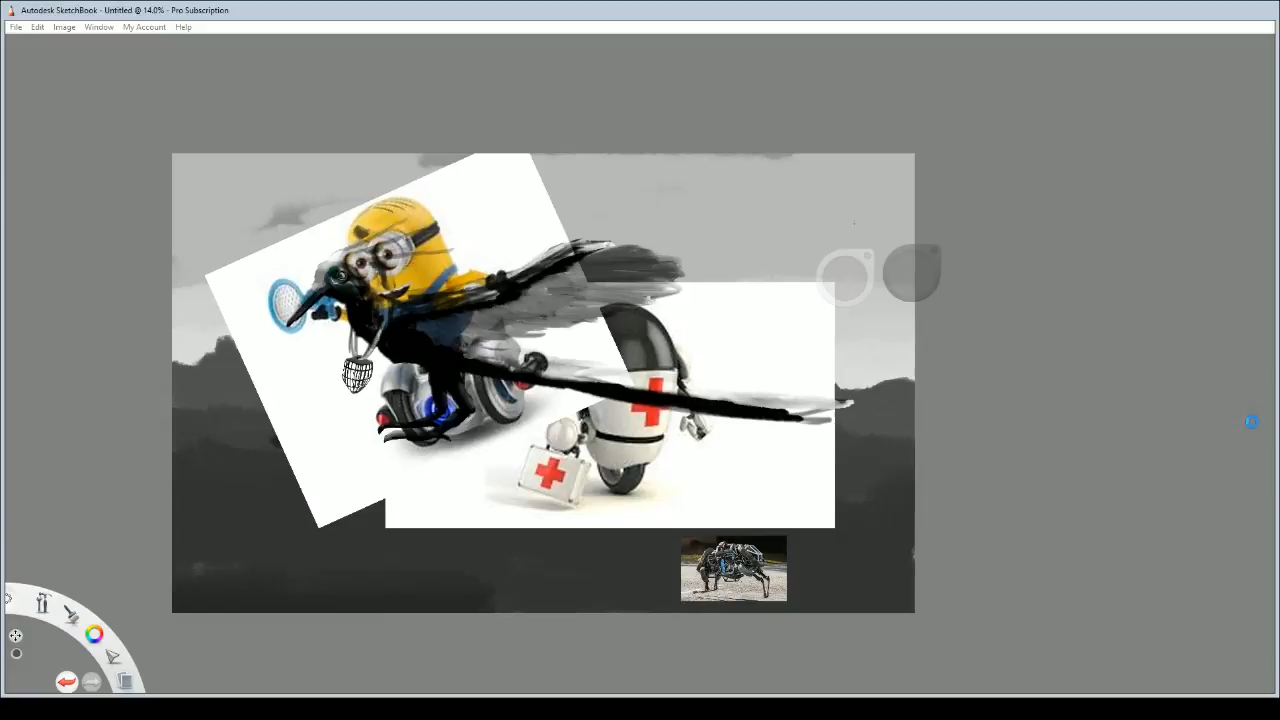 Autodesk SketchBook - Untitled @ 14.0% - Pro Subscription
File Edit Image Window My Account Help